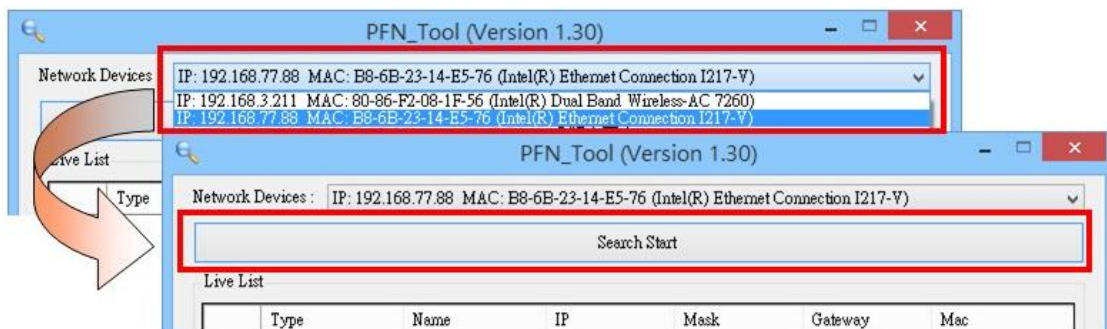 PFN_Tool (Version 1.30)
Network Devices
IP: 192.168.77.88 MAC: B8-6B-23-14-E5-76 (Intel(R) Ethernet Connection I217-V)
IP: 192.168.3.211 MAC: 80-86-F2-08-1F-56 (Intel(R) Dual Band Wireless-AC 7260)
IP: 192.168.77.88 MAC: B8-6B-23-14-E5-76 (Intel(R) Ethernet Connection I217-V)
Live List
Type
PFN_Tool (Version 1.30)
Network Devices : IP: 192.168.77.88 MAC: B8-6B-23-14-E5-76 (Intel(R) Ethernet Connection I217-V)
Search Start
Live List
Type Name IP Mask Gateway Mac